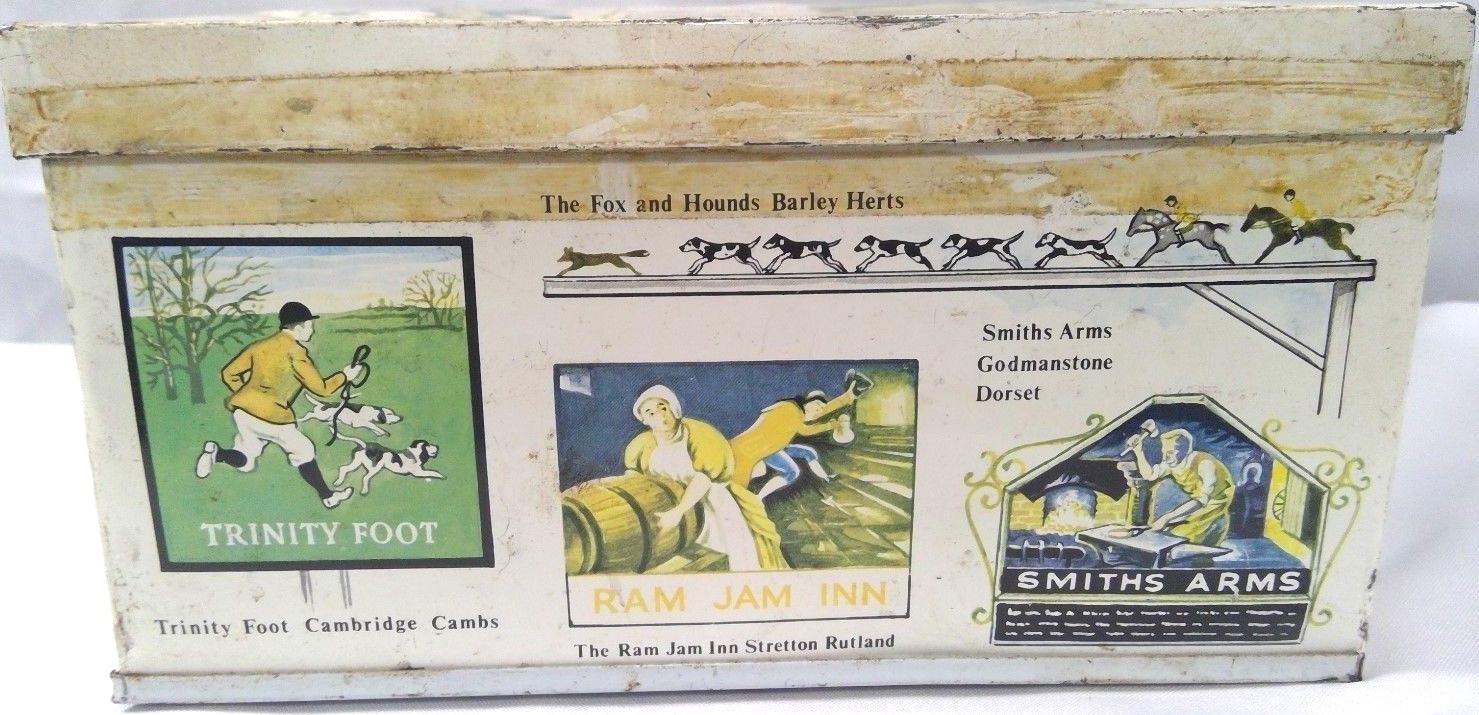 The Fox and Hounds Barley Herts
TRINITY FOOT
Trinity Foot Cambridge Cambs
RAM JAM INN
The Ram Jam Inn Stretton Rutland
Smiths Arms
Godmanstone
Dorset
SMITHS ARMS